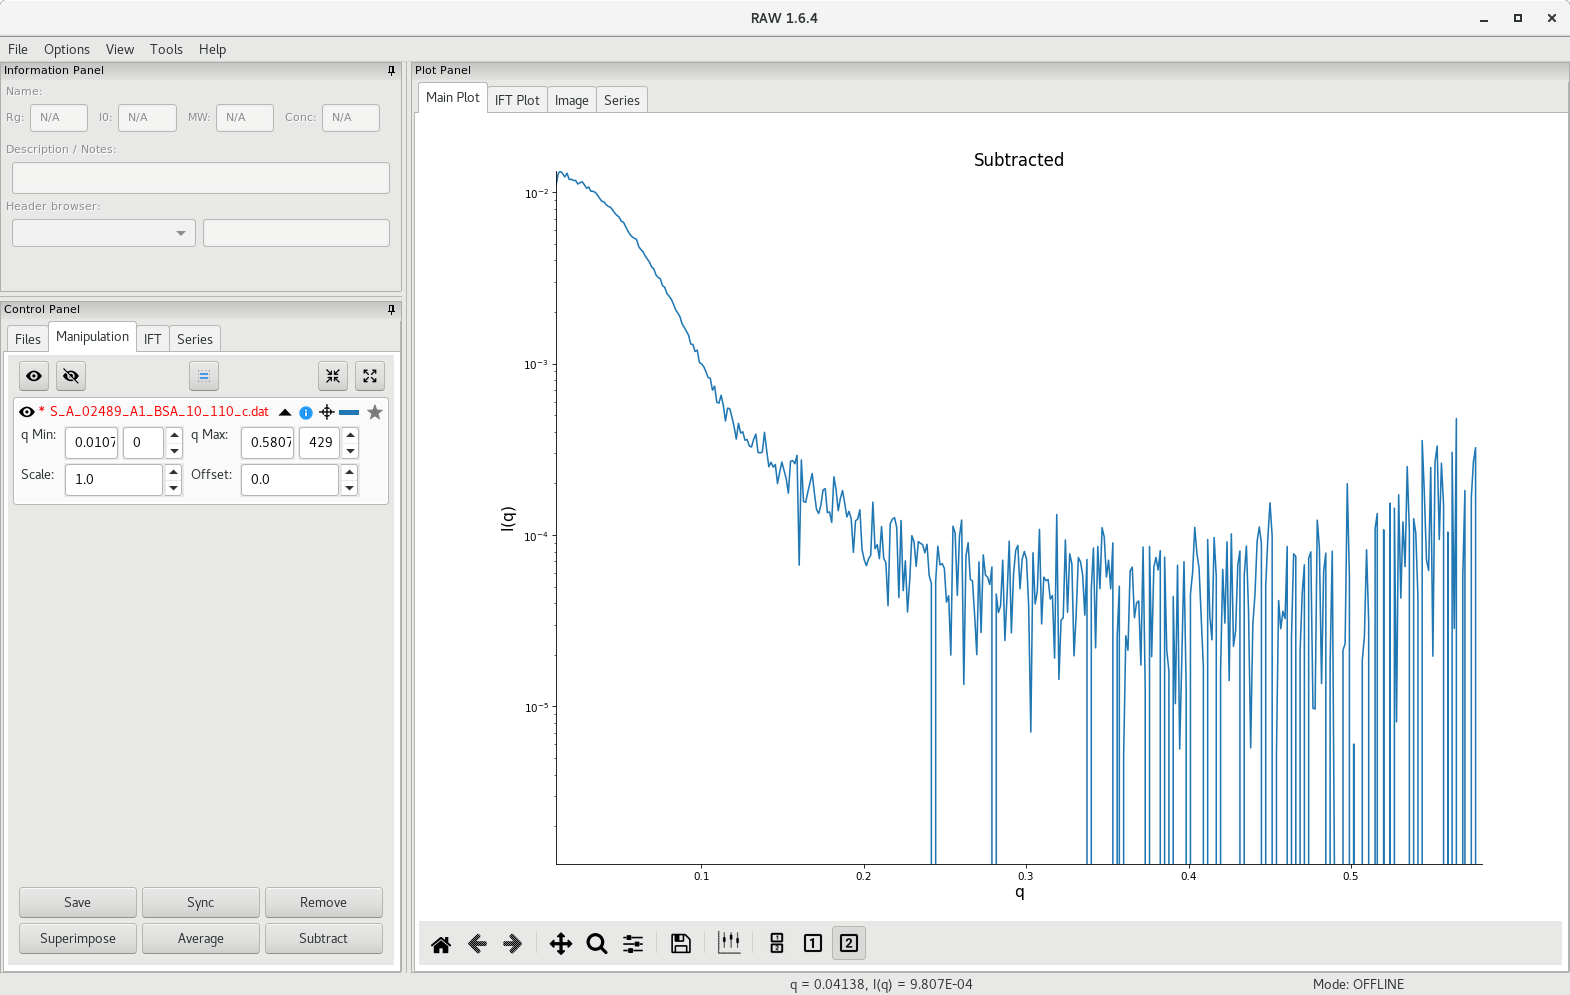 RAW 1.6.4
File Options View Tools Help
Information Panel
Name:
Rg: N/A I0: N/A MW: N/A Conc: N/A
Description / Notes:
Header browser:
Control Panel
Files Manipulation IFT Series
* S_A_02489_A1_BSA_10_110_c.dat
q Min: 0.0107 0 q Max: 0.5807 429
Scale: 1.0 Offset: 0.0
Save Sync Remove
Superimpose Average Subtract
Plot Panel
Main Plot IFT Plot Image Series
Subtracted
10⁻²
10⁻³
10⁻⁴
10⁻⁵
I(q)
0.1 0.2 0.3 0.4 0.5
q
1 2 1 2
q = 0.04138, I(q) = 9.807E-04
Mode: OFFLINE